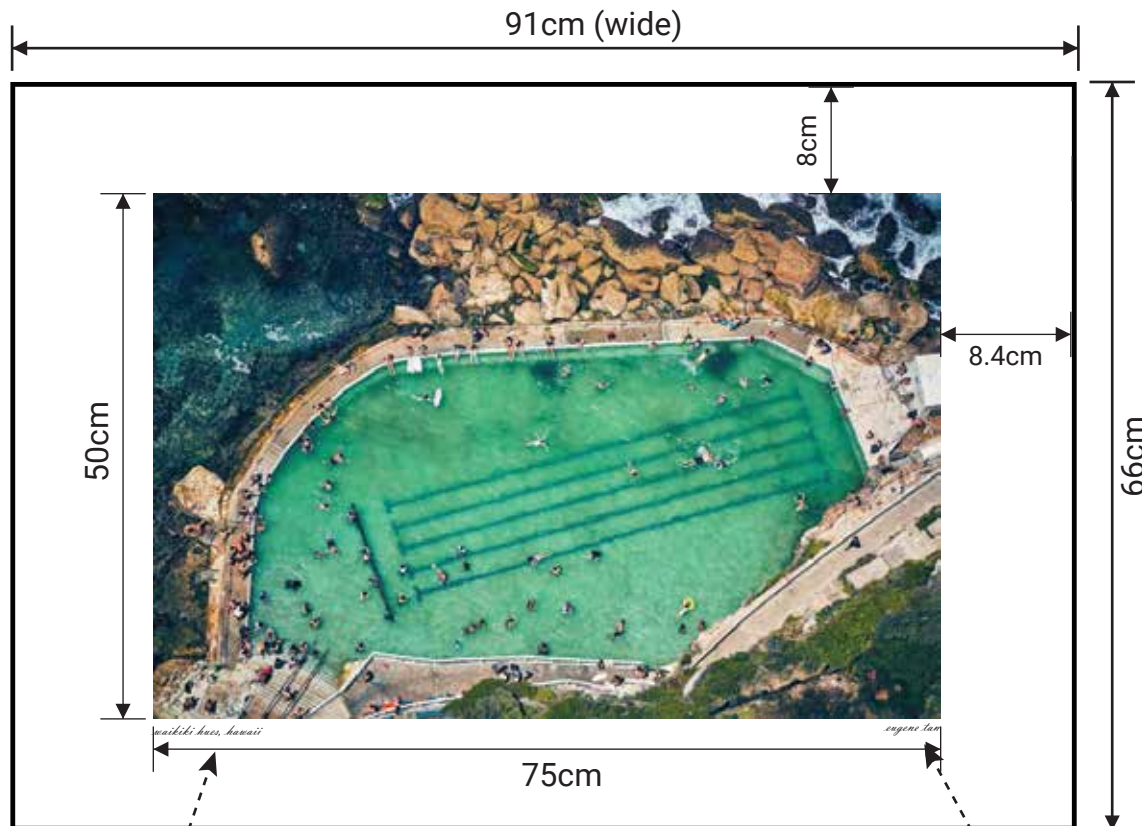 91cm (wide)
8cm
8.4cm
50cm
66cm
waikiki hues, hawaii
eugene tan
75cm